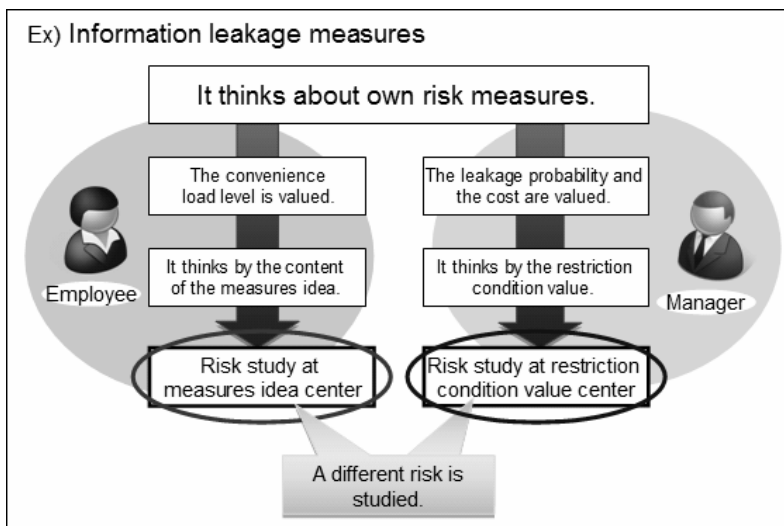 Ex) Information leakage measures
It thinks about own risk measures.
The convenience
load level is valued.
The leakage probability and
the cost are valued.
It thinks by the content
of the measures idea.
It thinks by the restriction
condition value.
Employee
Manager
Risk study at
measures idea center
Risk study at restriction
condition value center
A different risk is
studied.